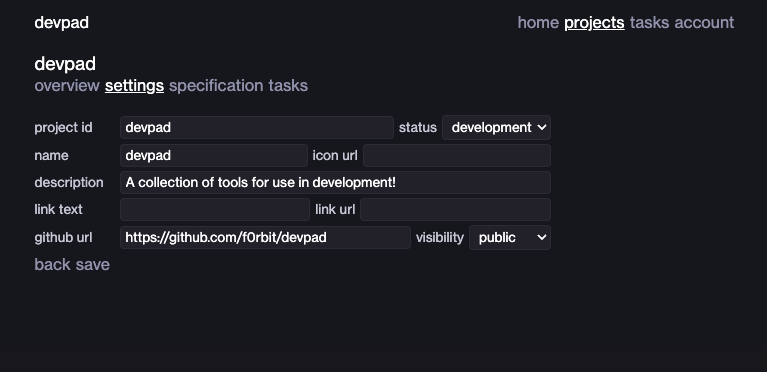 devpad home projects tasks account
devpad
overview settings specification tasks
project id devpad status development
name devpad icon url
description A collection of tools for use in development!
link text link url
github url https://github.com/f0rbit/devpad visibility public
back save